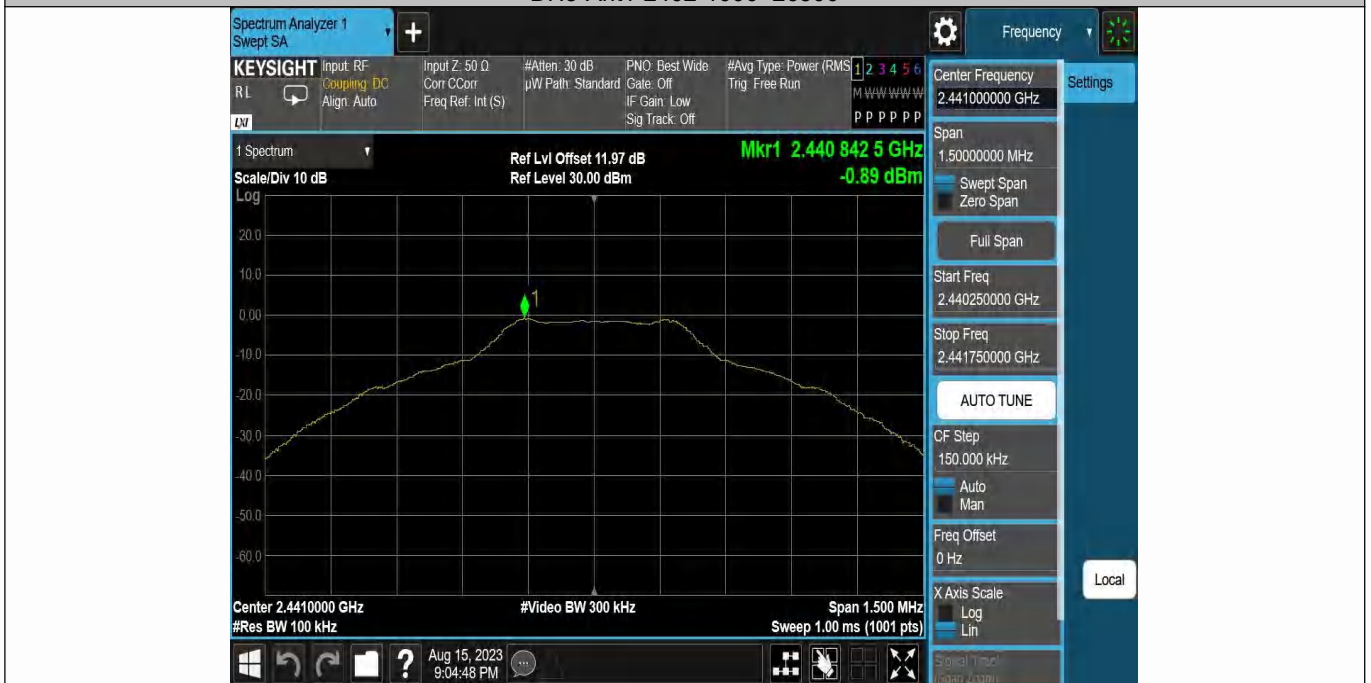 Spectrum Analyzer 1
Swept SA
+
Frequency
KEYSIGHT
RL
LXI
Input: RF
Coupling: DC
Align: Auto
Input Z: 50 Ω
Corr CCorr
Freq Ref: Int (S)
#Atten: 30 dB
µW Path: Standard
PNO: Best Wide
Gate: Off
IF Gain: Low
Sig Track: Off
#Avg Type: Power (RMS
Trig: Free Run
1 2 3 4 5 6
M W W W W W
P P P P P P
Center Frequency
2.441000000 GHz
Settings
Span
1.50000000 MHz
Swept Span
Zero Span
Full Span
Start Freq
2.440250000 GHz
Stop Freq
2.441750000 GHz
AUTO TUNE
CF Step
150.000 kHz
Auto
Man
Freq Offset
0 Hz
X Axis Scale
Log
Lin
Signal Track
(Span Zoom)
Local
1 Spectrum
Scale/Div 10 dB
Ref Lvl Offset 11.97 dB
Ref Level 30.00 dBm
Mkr1 2.440 842 5 GHz
-0.89 dBm
Log
20.0
10.0
0.00
-10.0
-20.0
-30.0
-40.0
-50.0
-60.0
1
Center 2.4410000 GHz
#Res BW 100 kHz
#Video BW 300 kHz
Span 1.500 MHz
Sweep 1.00 ms (1001 pts)
?
Aug 15, 2023
9:04:48 PM